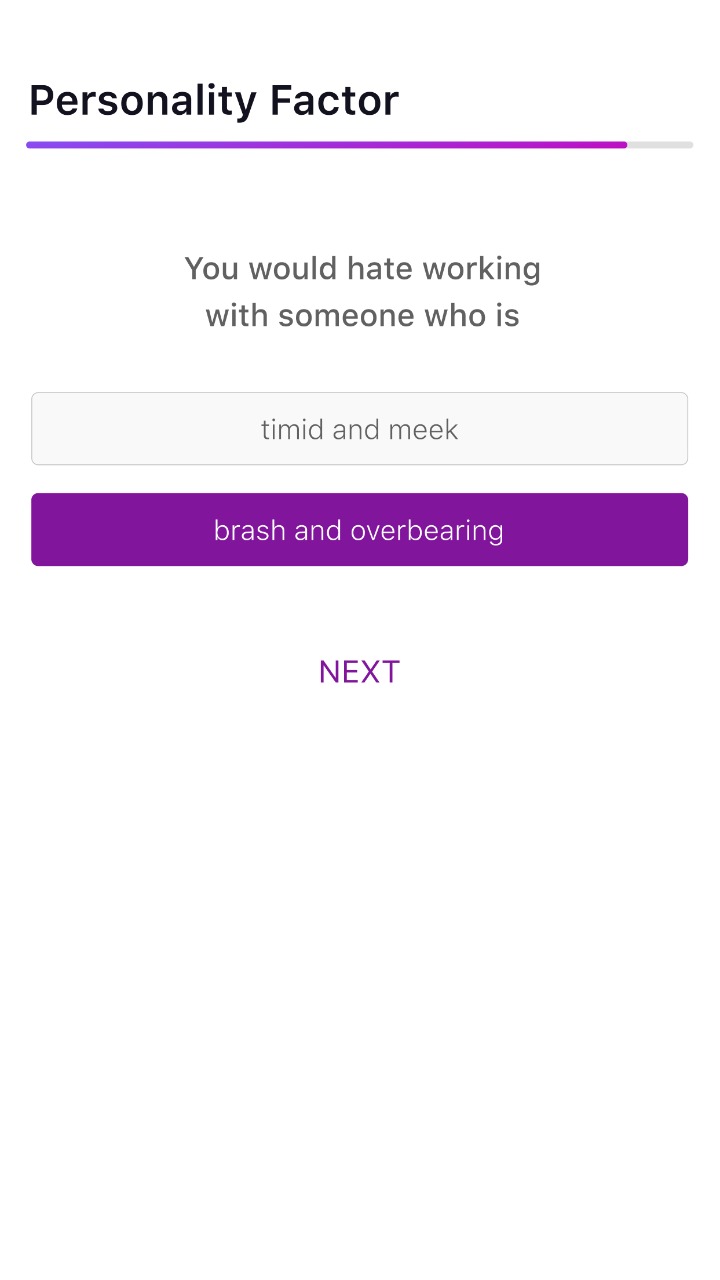 Personality Factor
You would hate working
with someone who is
timid and meek
brash and overbearing
NEXT